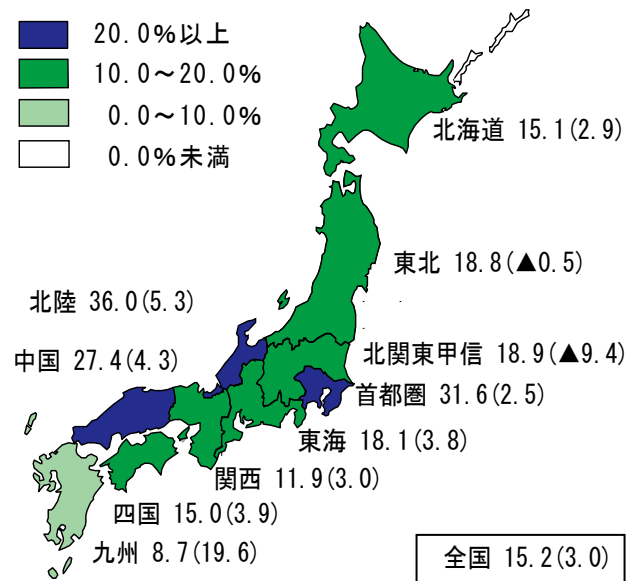 20.0%以上
10.0～20.0%
0.0～10.0%
0.0%未満
北海道 15.1(2.9)
東北 18.8(▲0.5)
北陸 36.0(5.3)
中国 27.4(4.3)
北関東甲信 18.9(▲9.4)
首都圏 31.6(2.5)
東海 18.1(3.8)
関西 11.9(3.0)
四国 15.0(3.9)
九州 8.7(19.6)
全国 15.2(3.0)